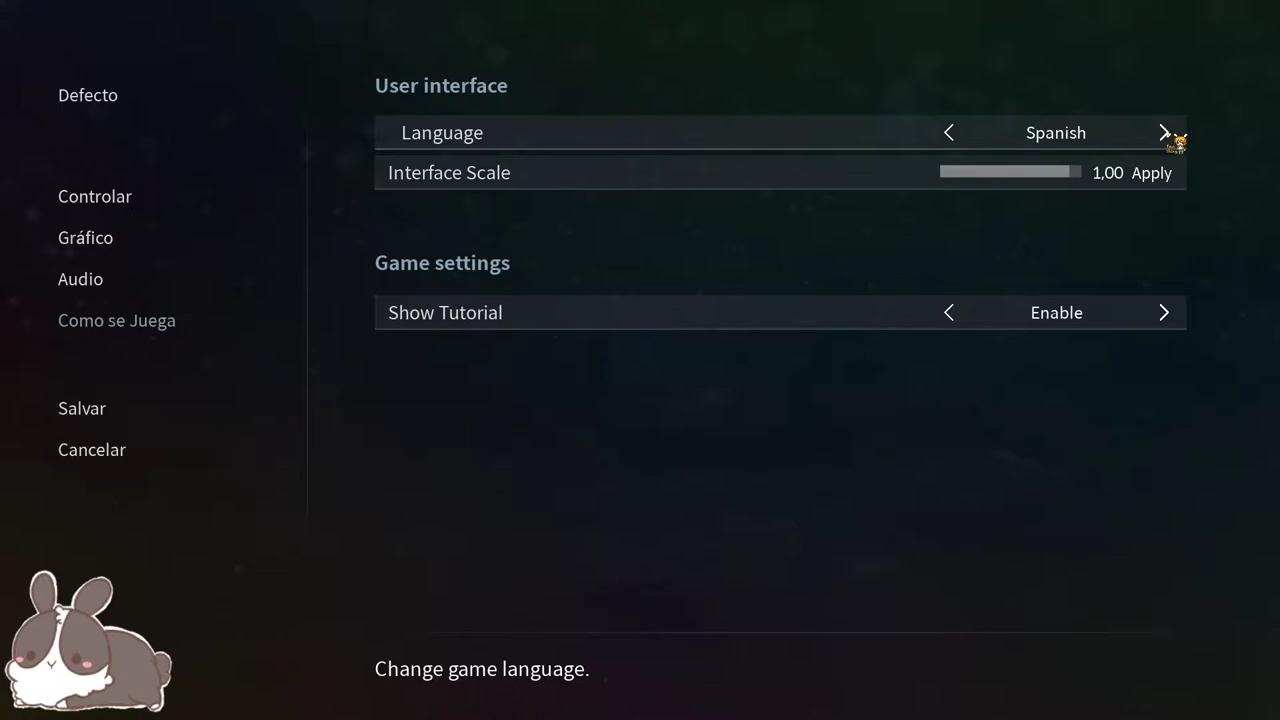 Defecto
Controlar
Gráfico
Audio
Como se Juega
Salvar
Cancelar
User interface
Language
Spanish
Interface Scale
1,00 Apply
Game settings
Show Tutorial
Enable
Change game language.